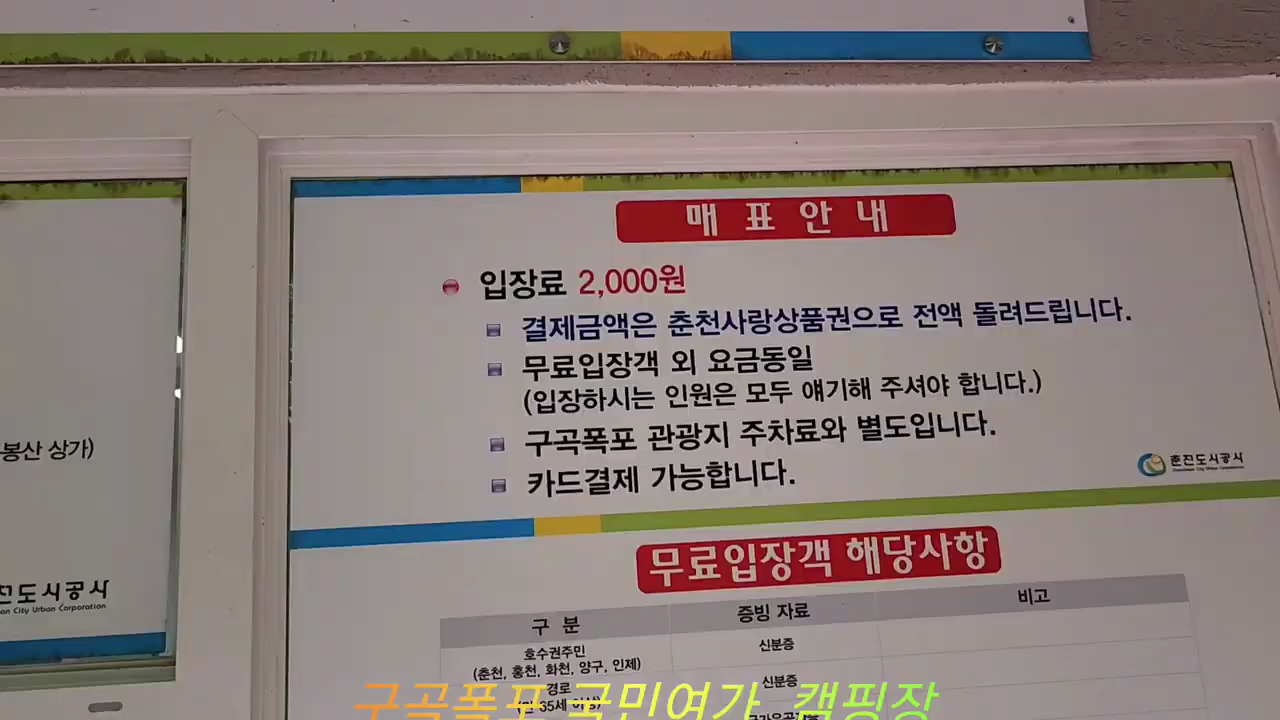 매 표 안 내
입장료 2,000원
결제금액은 춘천사랑상품권으로 전액 돌려드립니다.
무료입장객 외 요금동일
(입장하시는 인원은 모두 얘기해 주셔야 합니다.)
구곡폭포 관광지 주차료와 별도입니다.
카드결제 가능합니다.
춘천도시공사
봉산 상가)
도시공사
City Urban Corporation
무료입장객 해당사항
구 분
증빙 자료
비고
호수권주민
(춘천, 홍천, 화천, 양구, 인제)
신분증
경로
신분증
구곡폭포 국민여가 캠핑장